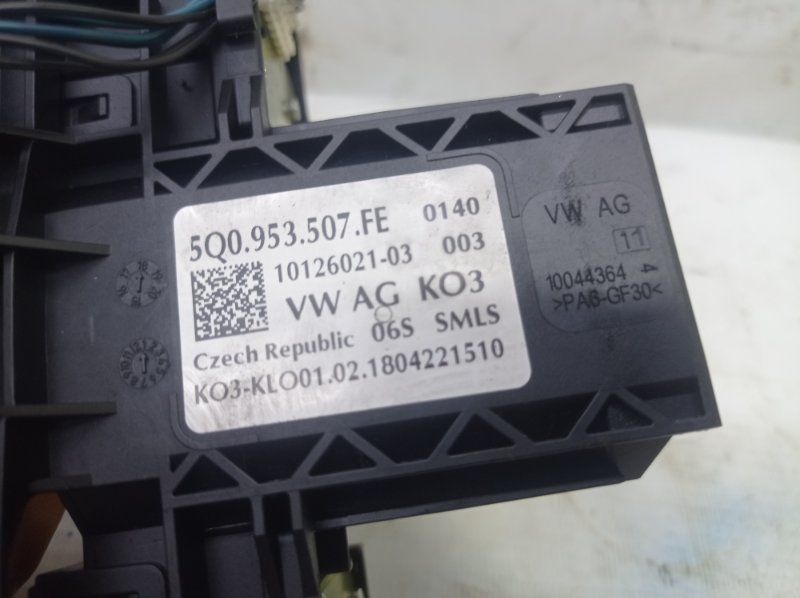 5Q0.953.507.FE 0140
10126021-03 003
VW AG KO3
Czech Republic 06S SMLS
KO3-KLO01.02.1804221510
VW AG
11
10044364 4
>PA6-GF30<